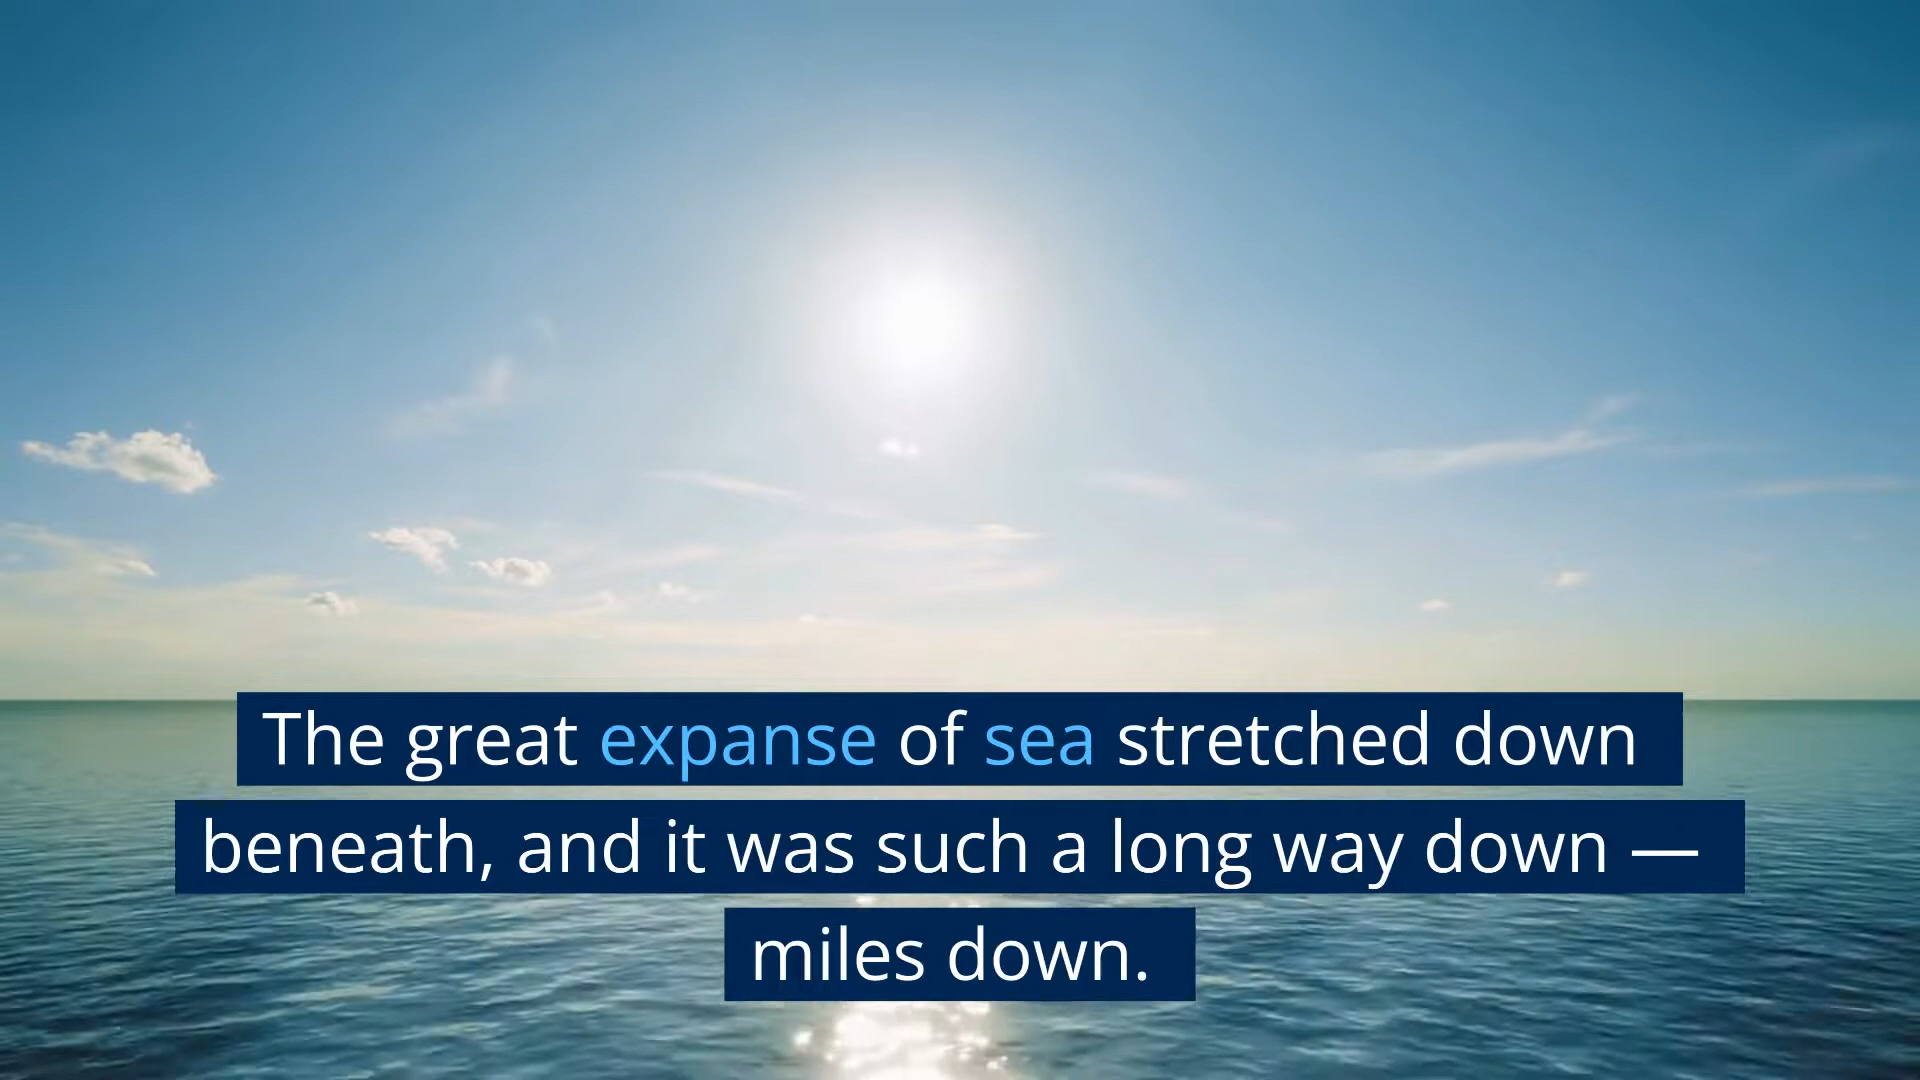 The great expanse of sea stretched down
beneath, and it was such a long way down —
miles down.